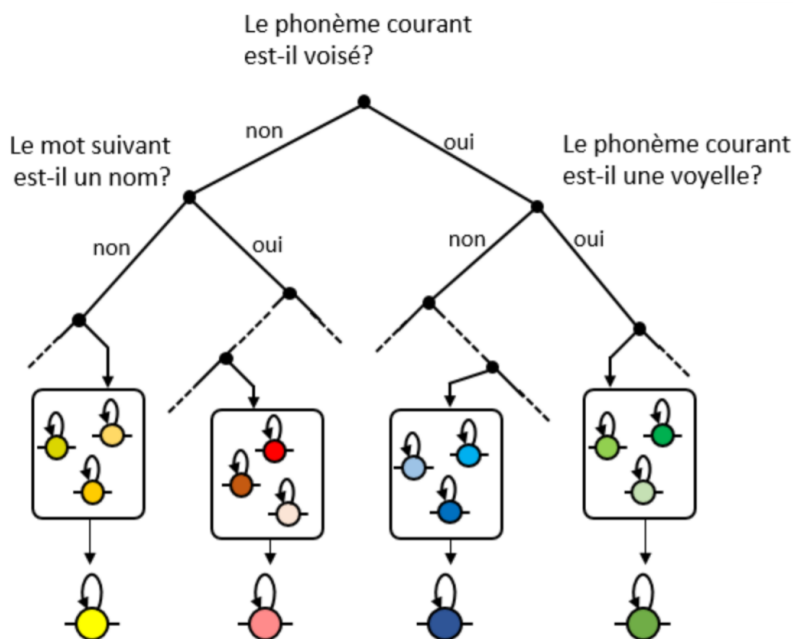 Le phonème courant
est-il voisé?
non
oui
Le mot suivant
est-il un nom?
Le phonème courant
est-il une voyelle?
non
oui
non
oui